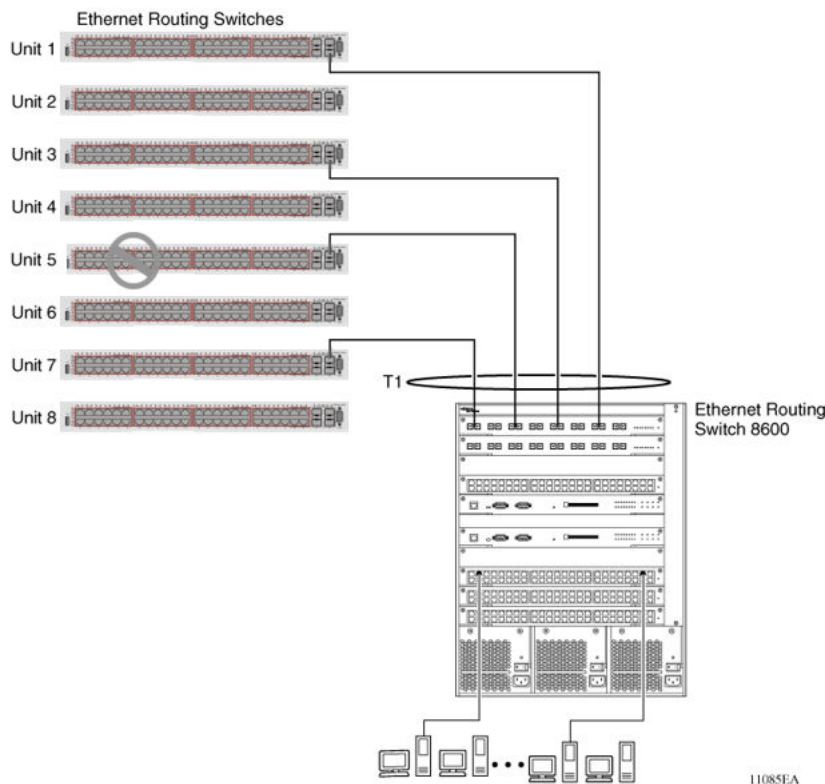 Ethernet Routing Switches
Unit 1
Unit 2
Unit 3
Unit 4
Unit 5
Unit 6
Unit 7
Unit 8
T1
Ethernet Routing
Switch 8600
11085EA